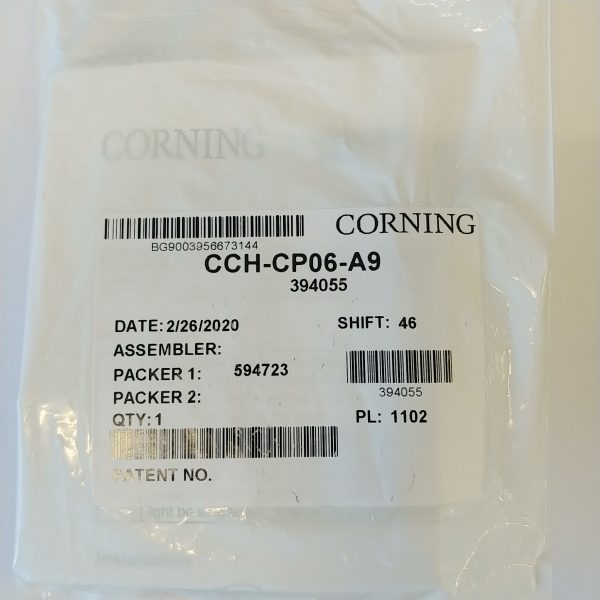 CORNING
CORNING
BG9003956673144
CCH-CP06-A9
394055
DATE: 2/26/2020 SHIFT: 46
ASSEMBLER:
PACKER 1: 594723
394055
PACKER 2:
QTY: 1 PL: 1102
PATENT NO.